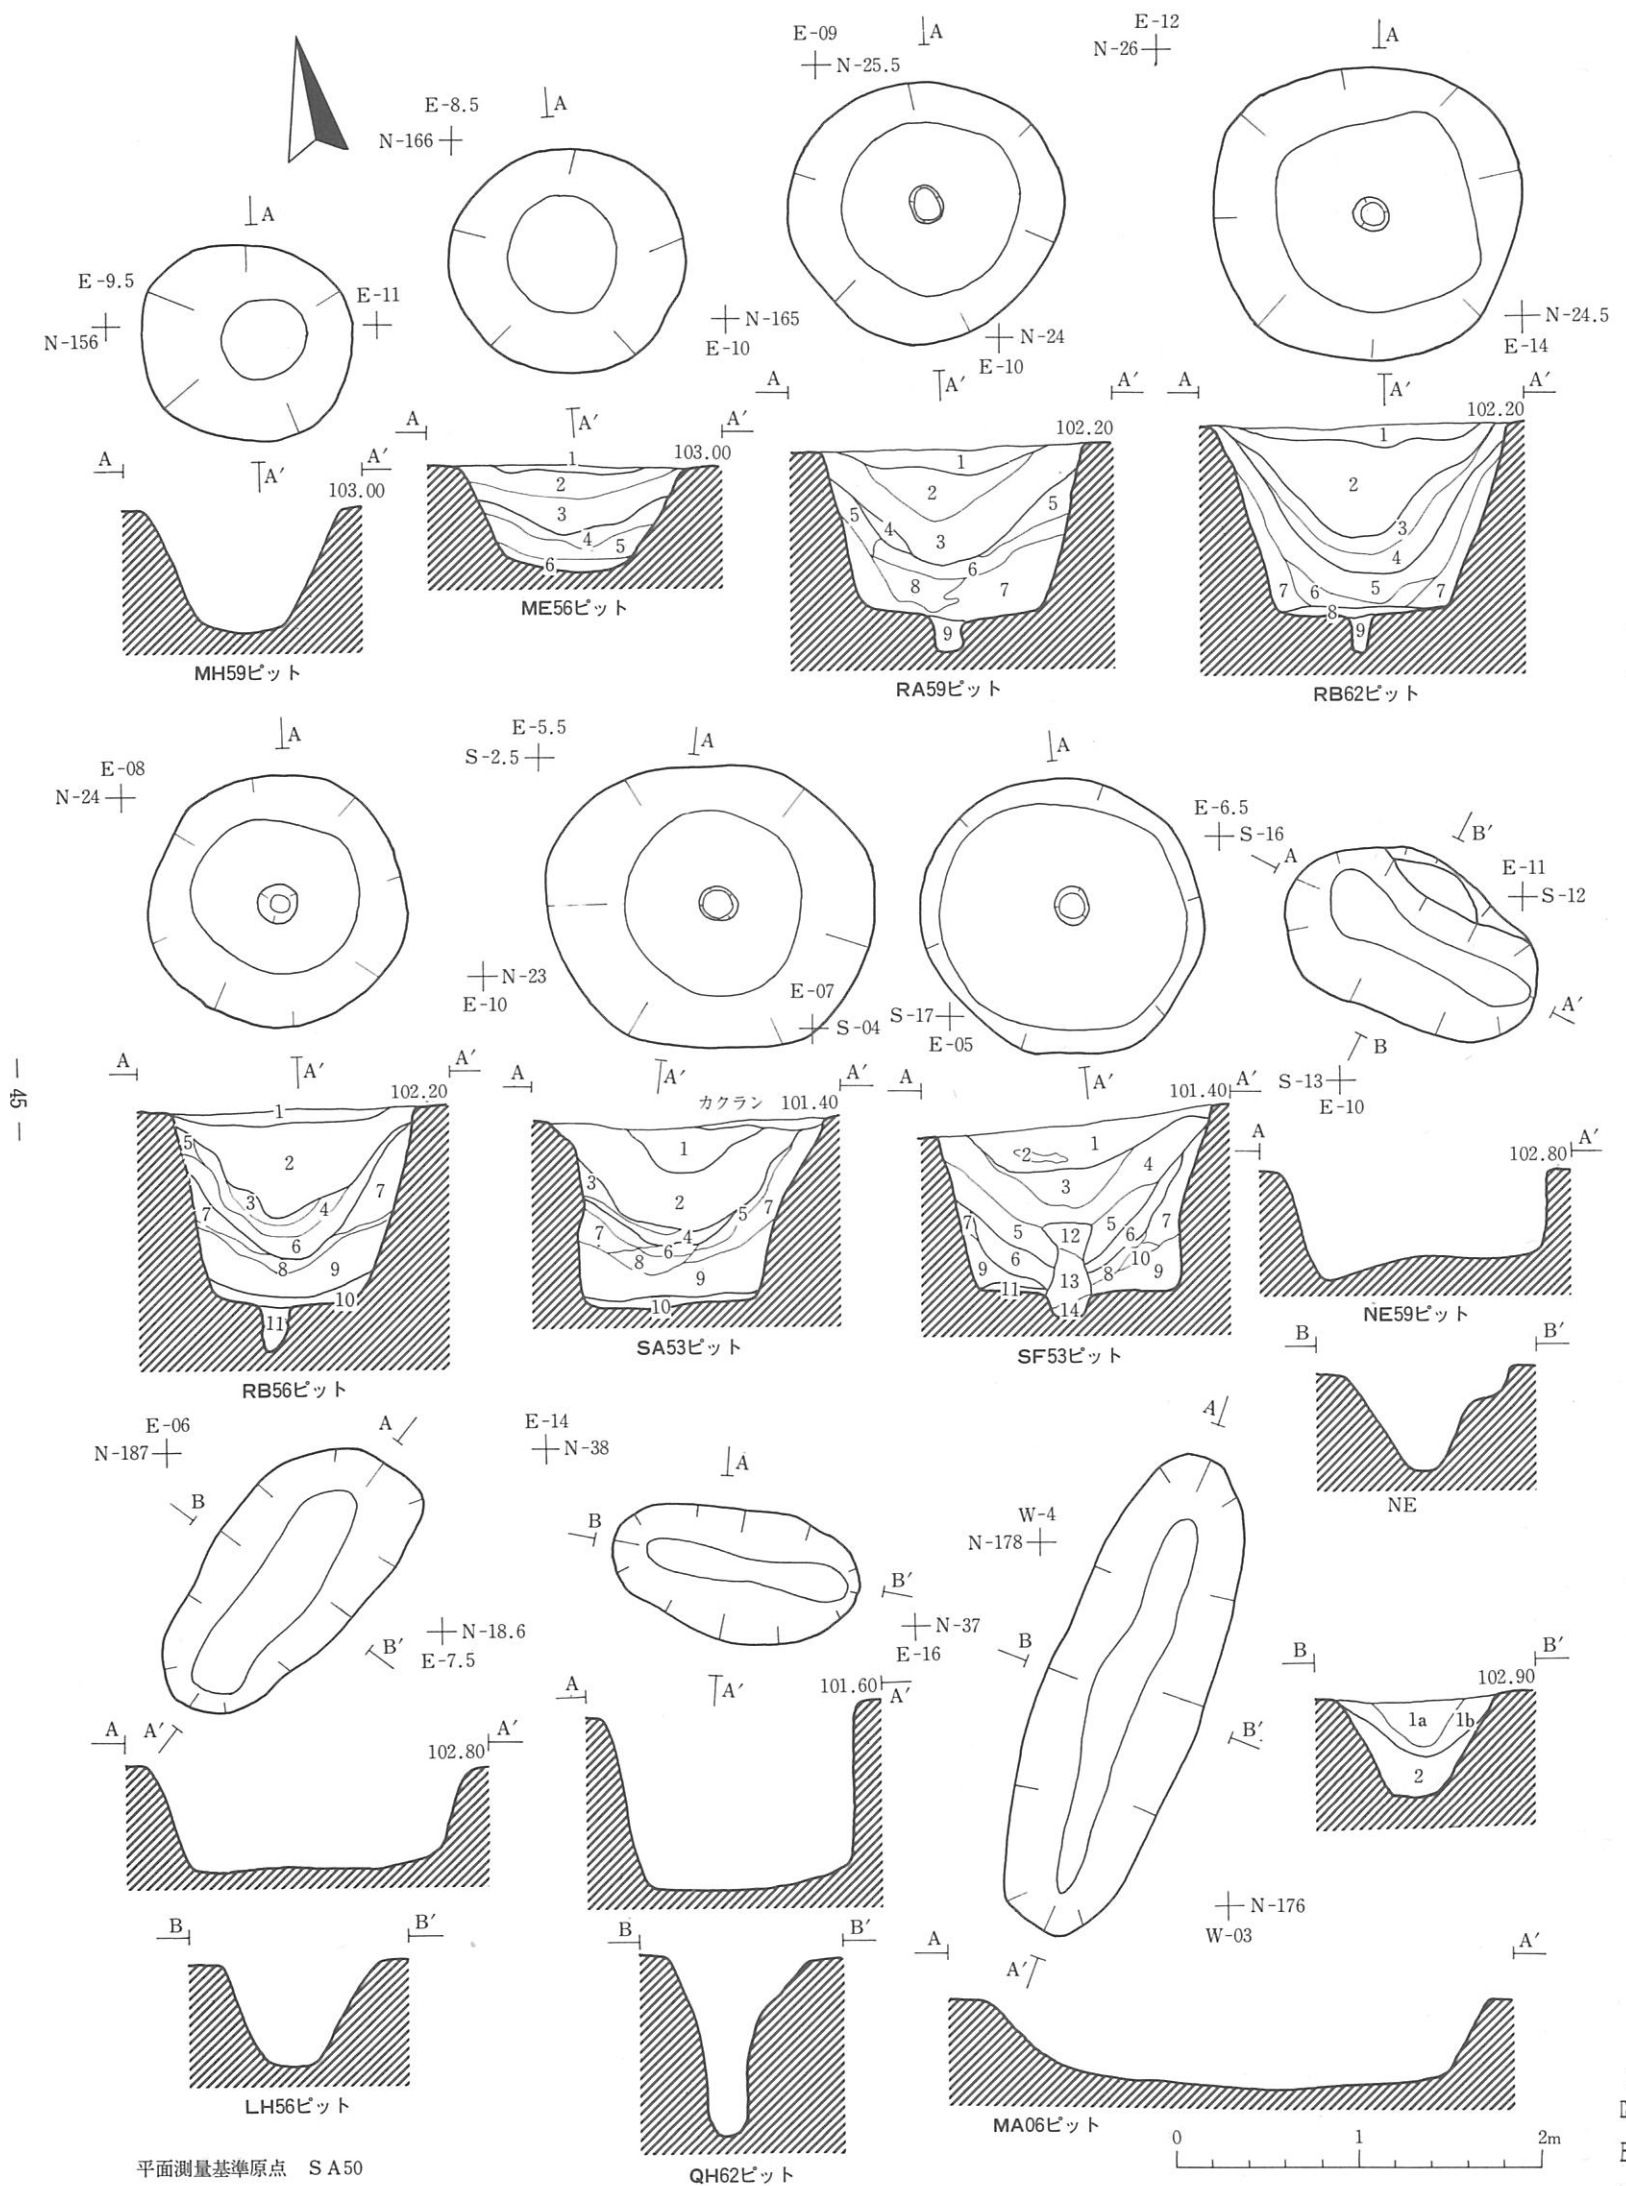 E-8.5
N-166
A
E-09
N-25.5
A
E-12
N-26
A
A
E-9.5
N-156
E-11
N-165
E-10
N-24
E-10
N-24.5
E-14
A
A'
A'
103.00
MH59ピット
A
A'
A'
103.00
1
2
3
4
5
6
ME56ピット
A
A'
A'
102.20
1
2
3
4
5
5
6
7
8
9
RA59ピット
A
A'
A'
102.20
1
2
3
4
5
6
7
7
8
9
RB62ピット
E-08
N-24
A
E-5.5
S-2.5
A
A
E-6.5
S-16
A
B'
E-11
S-12
A'
B
S-13
E-10
N-23
E-10
E-07
S-04
S-17
E-05
A
A'
A'
102.20
1
2
3
4
5
6
7
7
8
9
10
11
RB56ピット
A
A'
A'
カクラン
101.40
1
2
3
4
5
6
7
7
8
9
10
SA53ピット
A
A'
A'
101.40
1
2
3
4
5
5
6
6
7
7
8
9
9
10
11
12
13
14
SF53ピット
A
A'
102.80
NE59ピット
B
B'
NE
— 45 —
E-06
N-187
A
B
N-18.6
E-7.5
B'
A'
A
A'
102.80
B
B'
LH56ピット
E-14
N-38
A
B
B'
N-37
E-16
A
A'
101.60
A'
B
B'
QH62ピット
A
W-4
N-178
B
B'
N-176
W-03
A'
B
B'
102.90
1a
1b
2
A
A'
MA06ピット
0
1
2m
平面測量基準原点 SA50